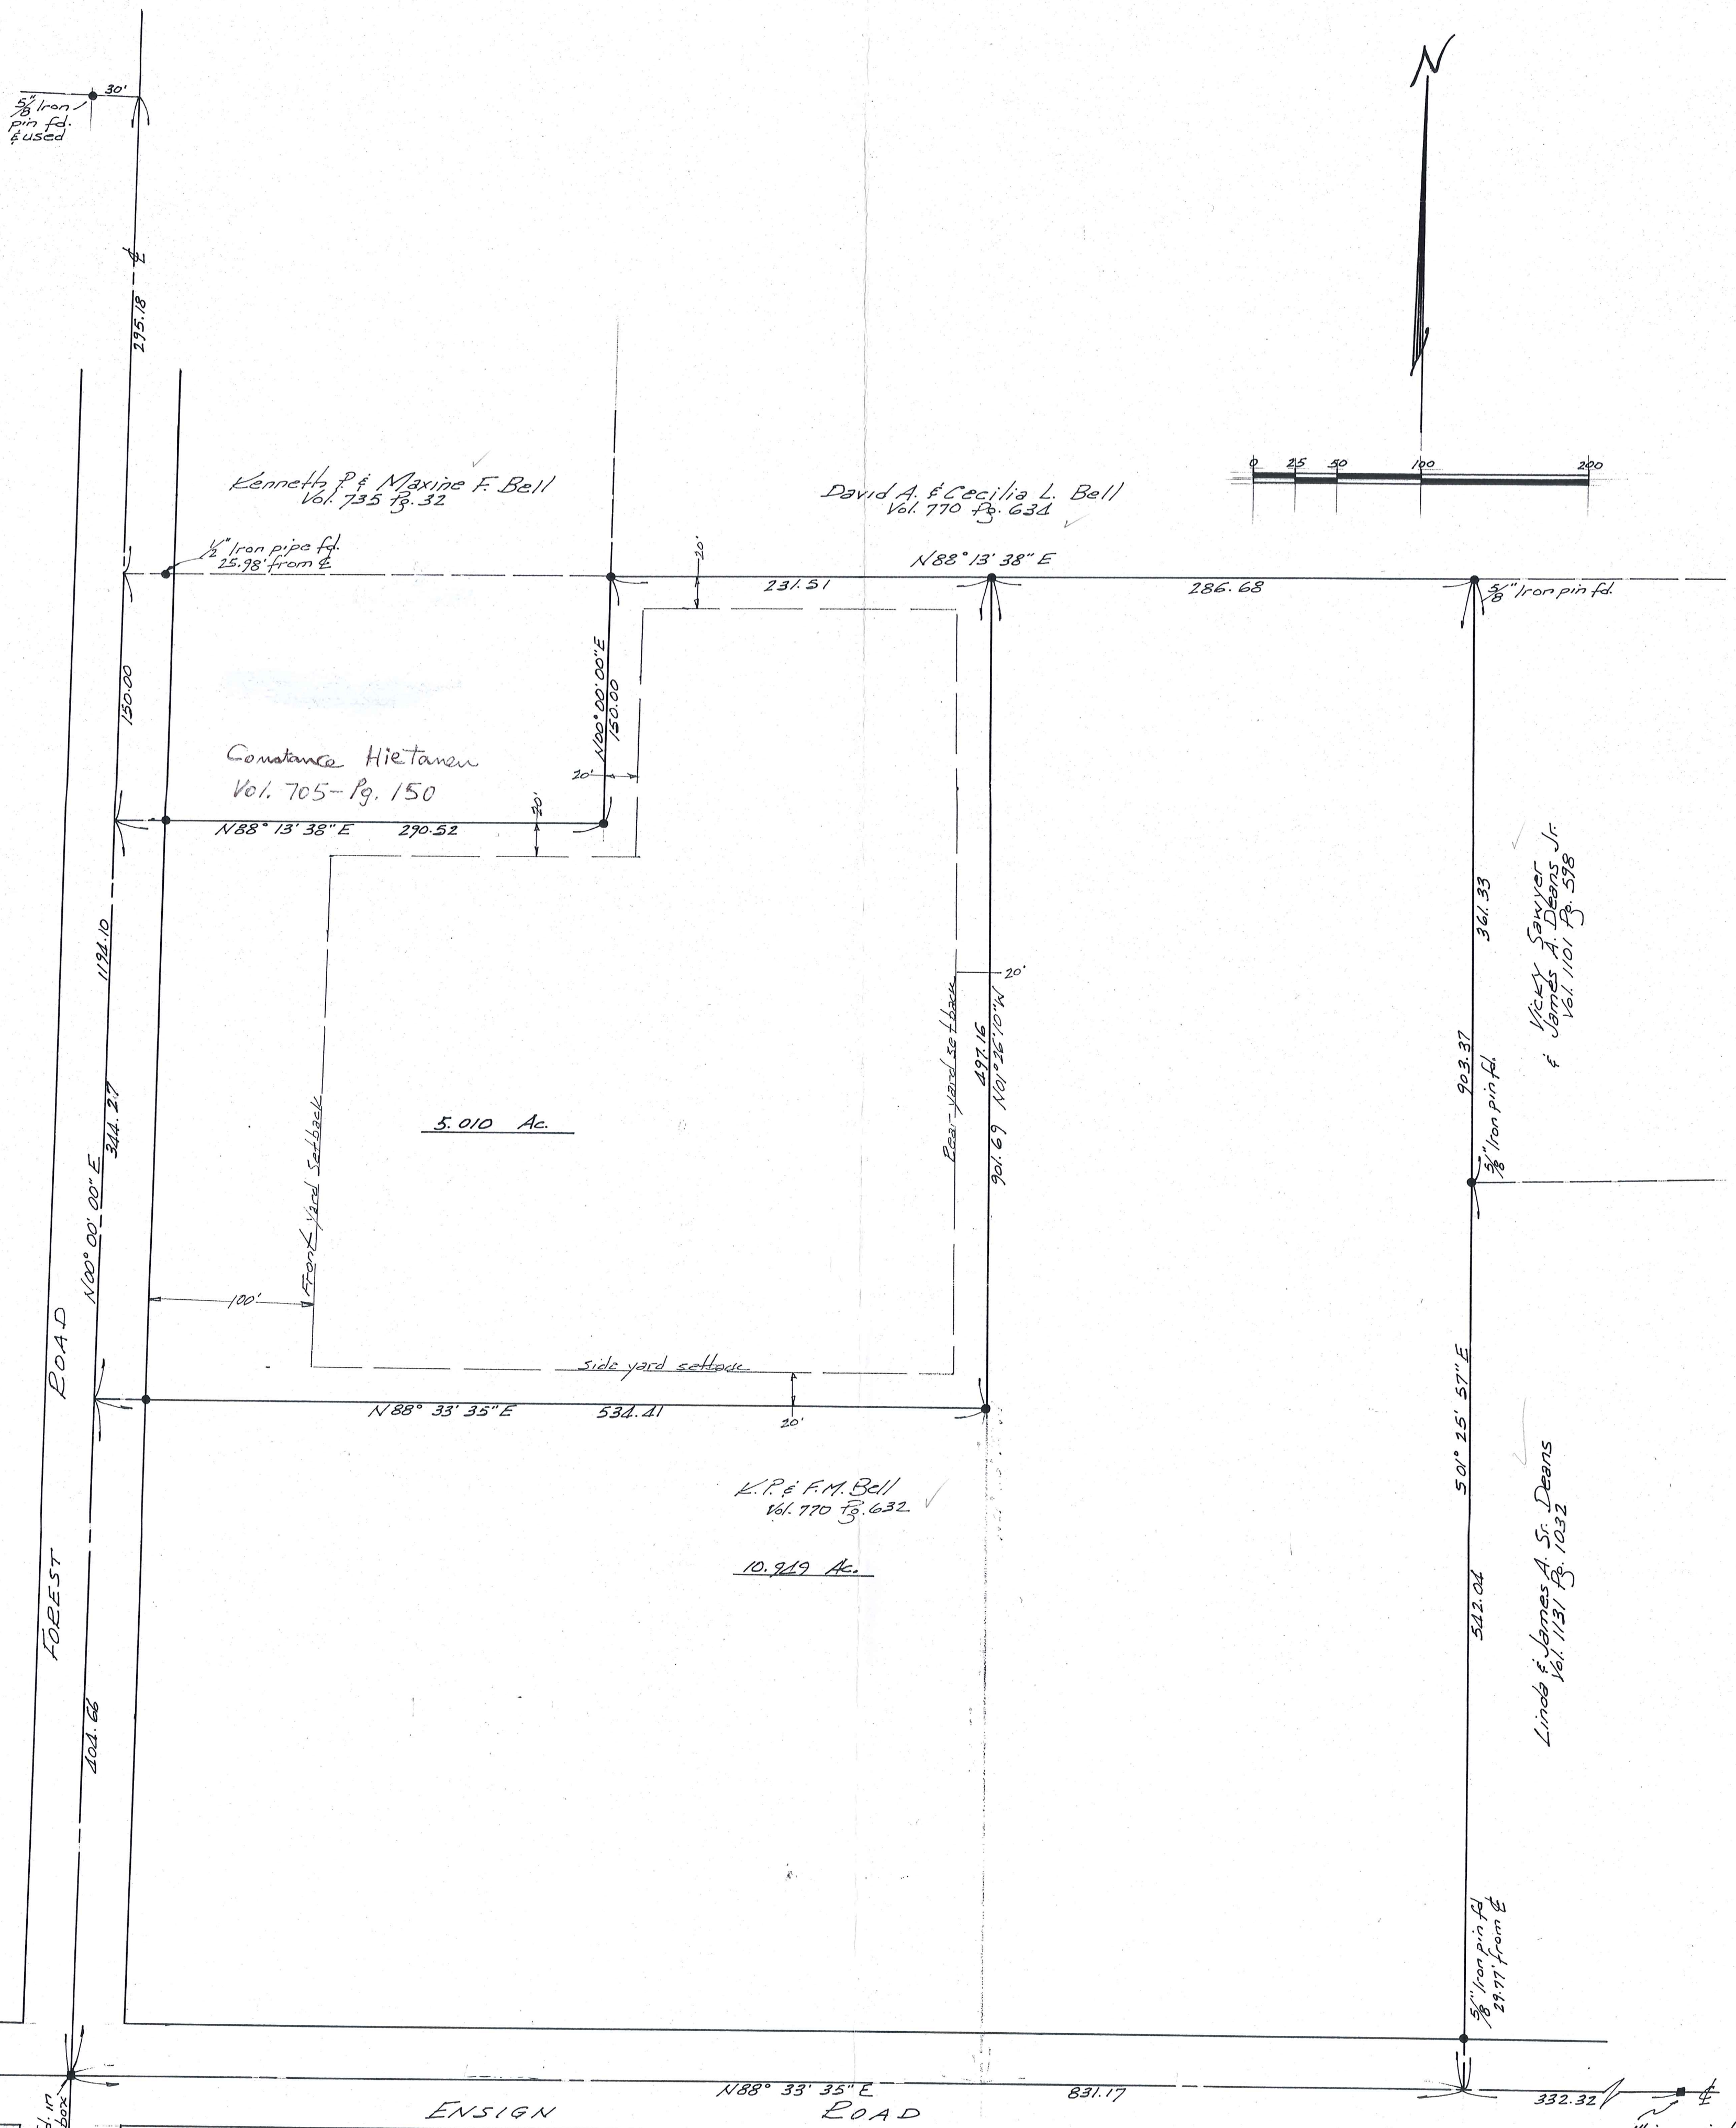 N
30'
5/8" Iron
pin fd.
& used
295.18
℄
0 25 50 100 200
Kenneth P. & Maxine F. Bell
Vol. 735 Pg. 32
David A. & Cecilia L. Bell
Vol. 770 Pg. 634
1/2" Iron pipe fd.
25.98' from ℄
20'
N88° 13' 38" E
231.51
286.68
5/8" Iron pin fd.
150.00
N00° 00' 00" E
150.00
Constance Hietanen
Vol. 705 - Pg. 150
20'
20'
N88° 13' 38" E 290.52
361.33
Vicky Sawyer
& James A. Deans Jr.
Vol. 1101 Pg. 598
1194.10
20'
Rear yard setback
497.16
901.69 N01° 26' 10" W
903.37
5/8" Iron pin fd.
344.27
5.010 Ac.
N00° 00' 00" E
Front Yard Setback
100'
side yard setback
N88° 33' 35" E 534.41
20'
S01° 25' 57" E
FOREST ROAD
K.P. & F.M. Bell
Vol. 770 Pg. 632
10.949 Ac.
542.04
Linda & James A. Sr. Deans
Vol. 1131 Pg. 1032
404.66
5/8" Iron pin fd
29.77' from ℄
N88° 33' 35" E 831.17
332.32
℄
ENSIGN ROAD
d. in
box